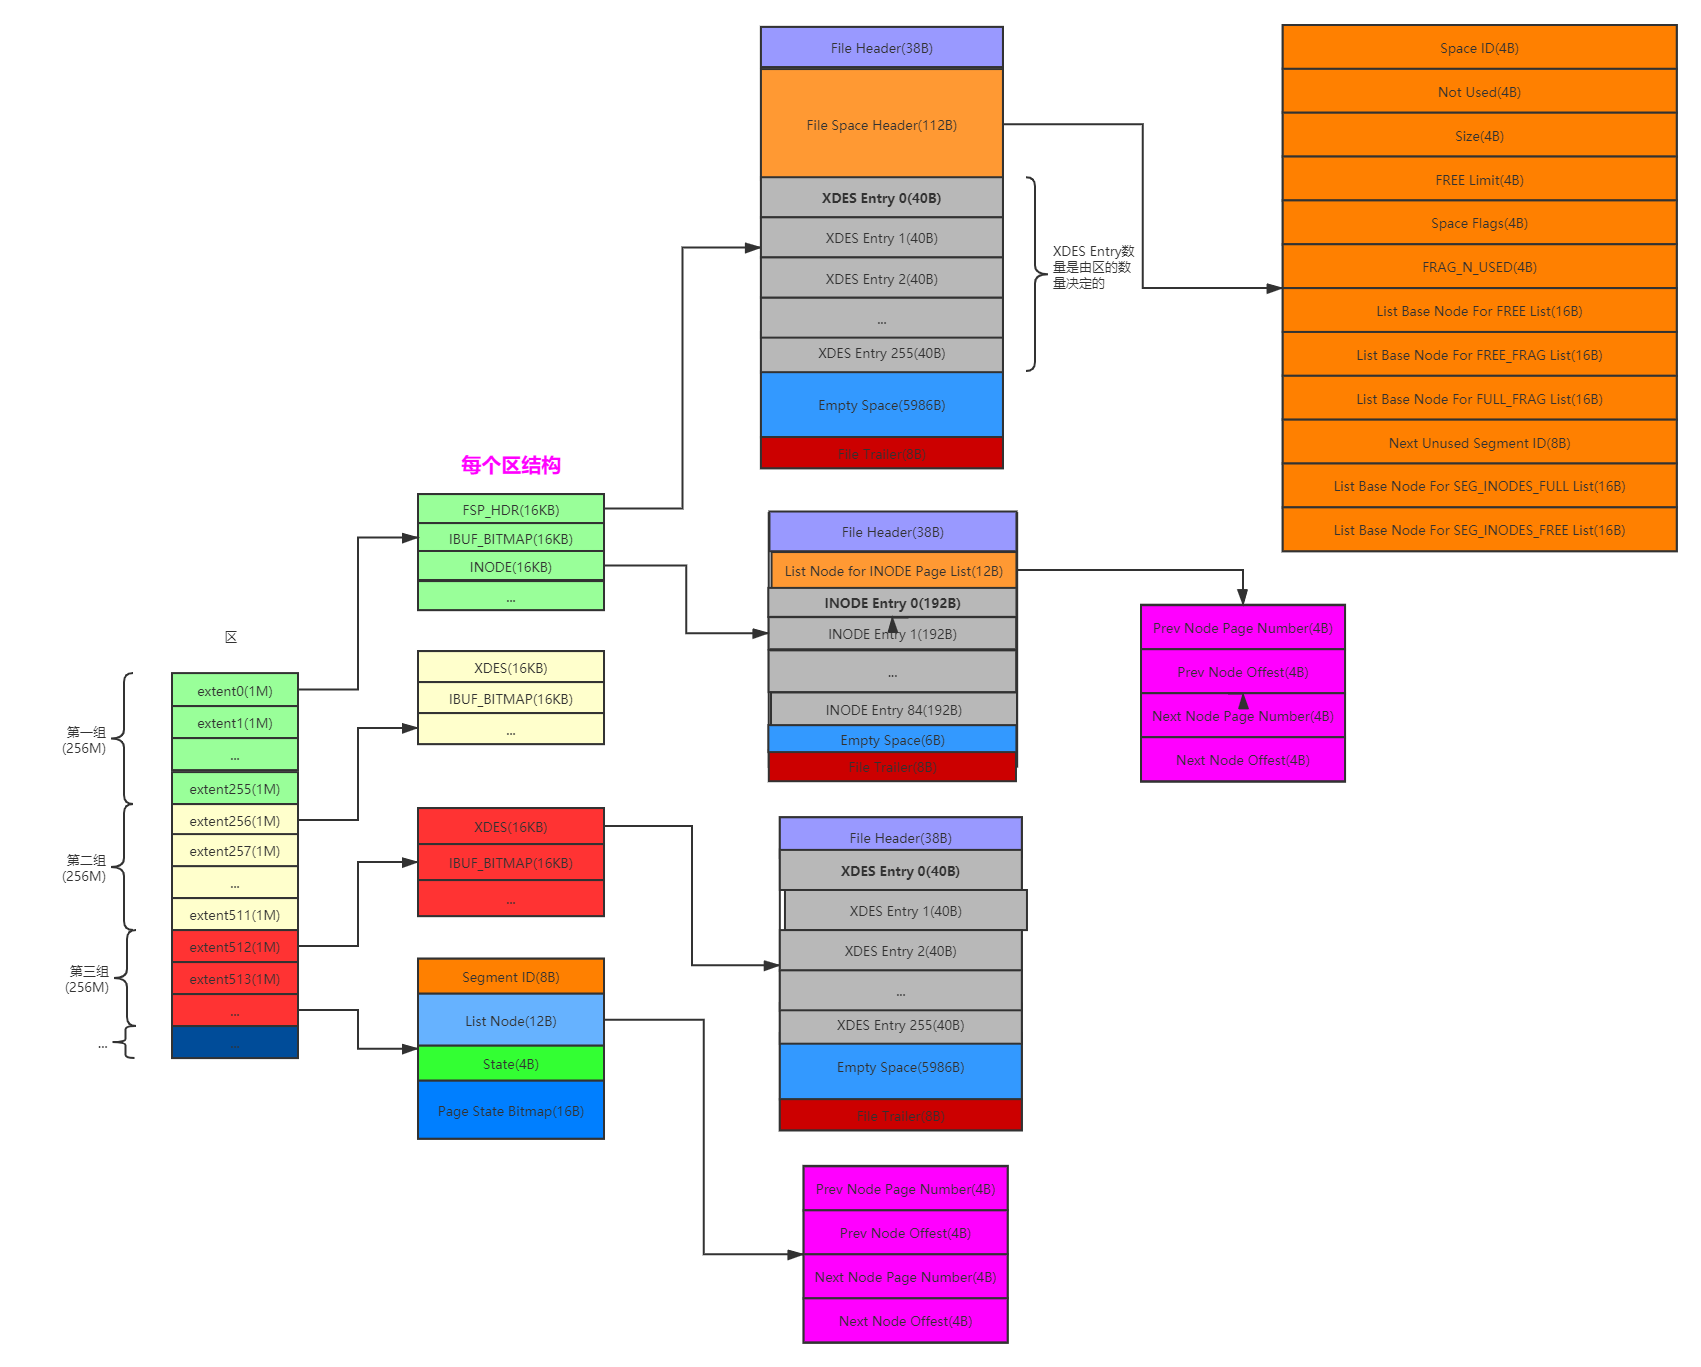 区
第一组
(256M)
第二组
(256M)
第三组
(256M)
...
extent0(1M)
extent1(1M)
...
extent255(1M)
extent256(1M)
extent257(1M)
...
extent511(1M)
extent512(1M)
extent513(1M)
...
...
每个区结构
FSP_HDR(16KB)
IBUF_BITMAP(16KB)
INODE(16KB)
...
XDES(16KB)
IBUF_BITMAP(16KB)
...
XDES(16KB)
IBUF_BITMAP(16KB)
...
Segment ID(8B)
List Node(12B)
State(4B)
Page State Bitmap(16B)
File Header(38B)
File Space Header(112B)
XDES Entry 0(40B)
XDES Entry 1(40B)
XDES Entry 2(40B)
...
XDES Entry 255(40B)
Empty Space(5986B)
File Trailer(8B)
XDES Entry数
量是由区的数
量决定的
File Header(38B)
List Node for INODE Page List(12B)
INODE Entry 0(192B)
INODE Entry 1(192B)
...
INODE Entry 84(192B)
Empty Space(6B)
File Trailer(8B)
File Header(38B)
XDES Entry 0(40B)
XDES Entry 1(40B)
XDES Entry 2(40B)
...
XDES Entry 255(40B)
Empty Space(5986B)
File Trailer(8B)
Prev Node Page Number(4B)
Prev Node Offest(4B)
Next Node Page Number(4B)
Next Node Offest(4B)
Space ID(4B)
Not Used(4B)
Size(4B)
FREE Limit(4B)
Space Flags(4B)
FRAG_N_USED(4B)
List Base Node For FREE List(16B)
List Base Node For FREE_FRAG List(16B)
List Base Node For FULL_FRAG List(16B)
Next Unused Segment ID(8B)
List Base Node For SEG_INODES_FULL List(16B)
List Base Node For SEG_INODES_FREE List(16B)
Prev Node Page Number(4B)
Prev Node Offest(4B)
Next Node Page Number(4B)
Next Node Offest(4B)